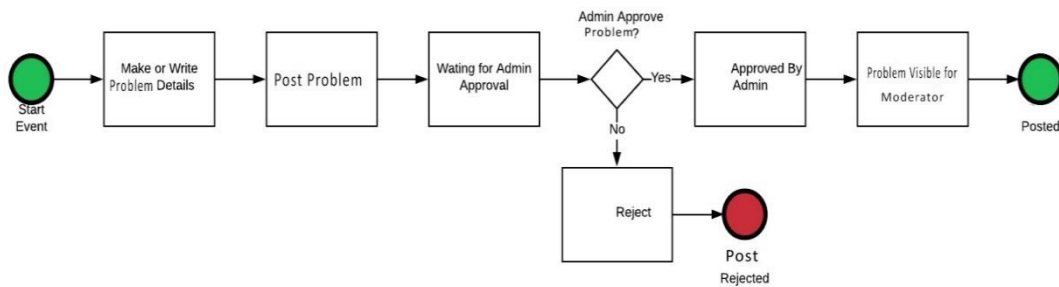 Start
Event
Make or Write
Problem Details
Post Problem
Wating for Admin
Approval
Admin Approve
Problem?
Yes
No
Approved By
Admin
Problem Visible for
Moderator
Posted
Reject
Post
Rejected